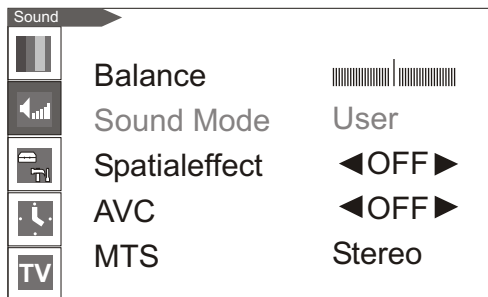 Sound
Balance
Sound Mode User
Spatialeffect ◀OFF▶
AVC ◀OFF▶
MTS Stereo
TV